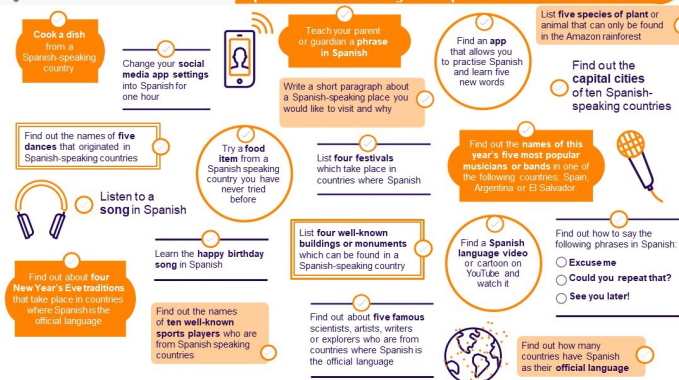 Cook a dish
from a
Spanish-speaking
country
Change your social
media app settings
into Spanish for
one hour
Teach your parent
or guardian a phrase
in Spanish
Find an app
that allows you
to practise Spanish
and learn five
new words
List five species of plant or
animal that can only be found
in the Amazon rainforest
Write a short paragraph about
a Spanish-speaking place you
would like to visit and why
Find out the
capital cities
of ten Spanish-
speaking countries
Find out the names of five
dances that originated in
Spanish-speaking countries
Try a food
item from a
Spanish speaking
country you have
never tried
before
List four festivals
which take place in
countries where Spanish
Find out the names of this
year's five most popular
musicians or bands in one of
the following countries: Spain,
Argentina or El Salvador.
Listen to a
song in Spanish
Learn the happy birthday
song in Spanish
List four well-known
buildings or monuments
which can be found in a
Spanish-speaking country
Find a Spanish
language video
or cartoon on
YouTube and
watch it
Find out how to say the
following phrases in Spanish:
Excuse me
Could you repeat that?
See you later!
Find out about four
New Year's Eve traditions
that take place in countries
where Spanish is the
official language
Find out the names
of ten well-known
sports players who are
from Spanish speaking
countries
Find out about five famous
scientists, artists, writers
or explorers who are from
countries where Spanish is
the official language
Find out how many
countries have Spanish
as their official language